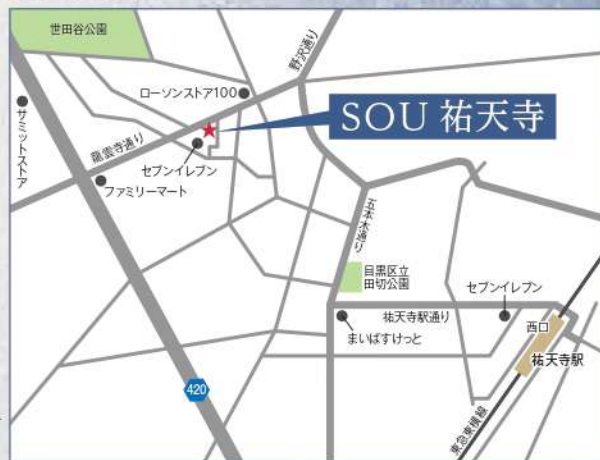 世田谷公園
野沢通り
ローソンストア100
SOU 祐天寺
サミットストア
龍雲寺通り
セブンイレブン
ファミリーマート
五本木通り
目黒区立
田切公園
セブンイレブン
祐天寺駅通り
西口
まいばすけっと
祐天寺駅
420
東急東横線